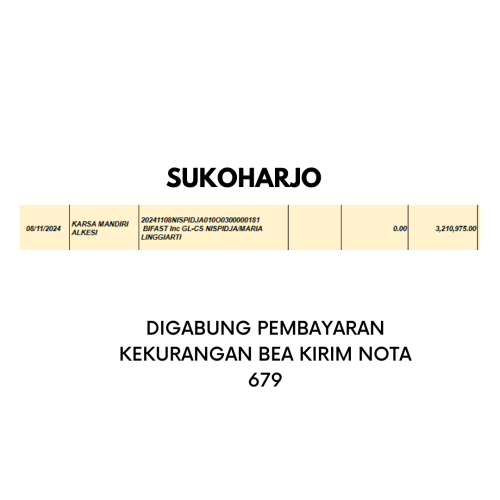 SUKOHARJO
08/11/2024
KARSA MANDIRI
ALKESI
20241108NISPIDJA010O0300000181
BIFAST Inc GL-CS NISPIDJA/MARIA
LINGGIARTI
0.00
3,210,975.00
DIGABUNG PEMBAYARAN
KEKURANGAN BEA KIRIM NOTA
679